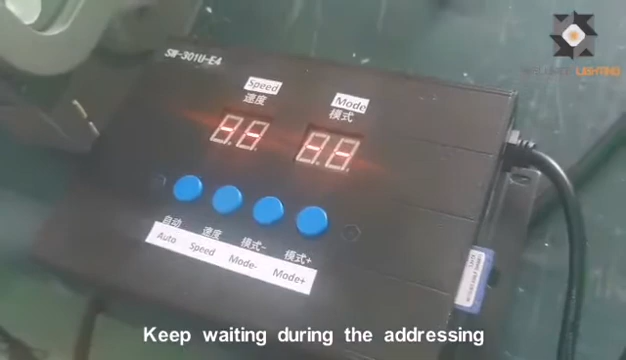 SW-301U-E4
Speed
速度
Mode
模式
自动 速度 模式- 模式+
Auto Speed Mode- Mode+
LIGHTING
Keep waiting during the addressing